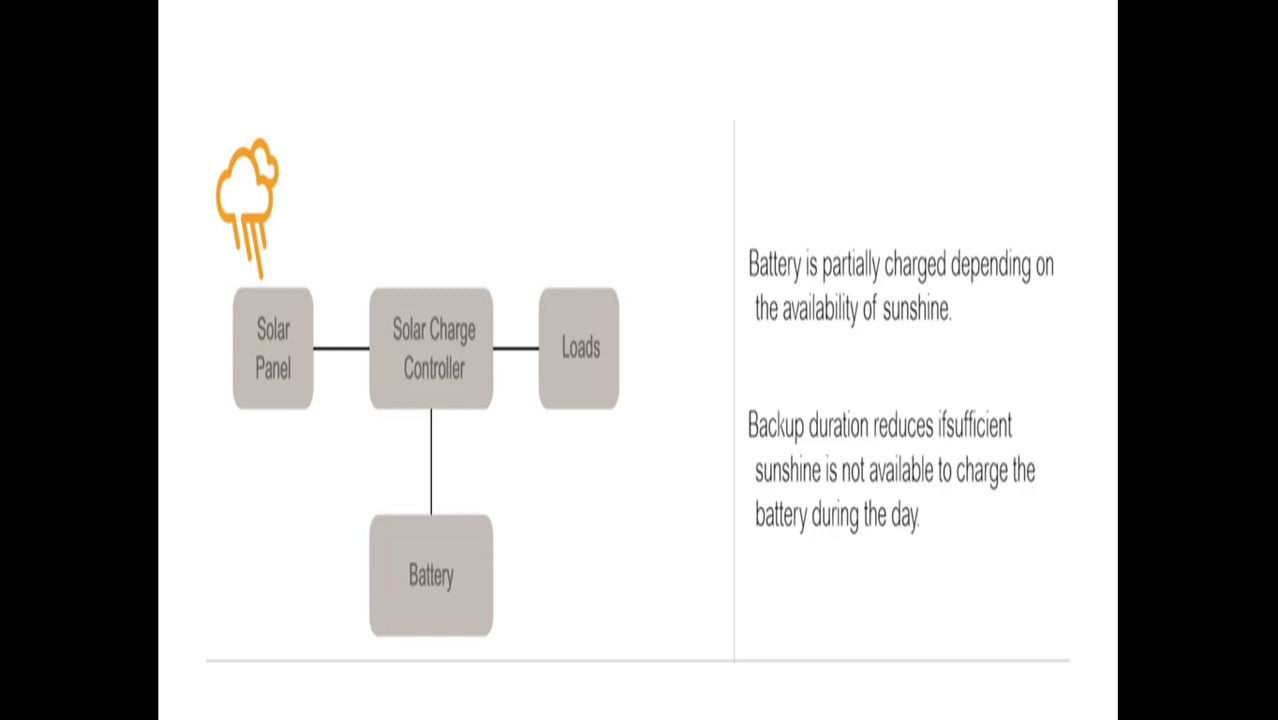 Solar
Panel
Solar Charge
Controller
Loads
Battery
Battery is partially charged depending on
the availability of sunshine.
Backup duration reduces ifsufficient
sunshine is not available to charge the
battery during the day.